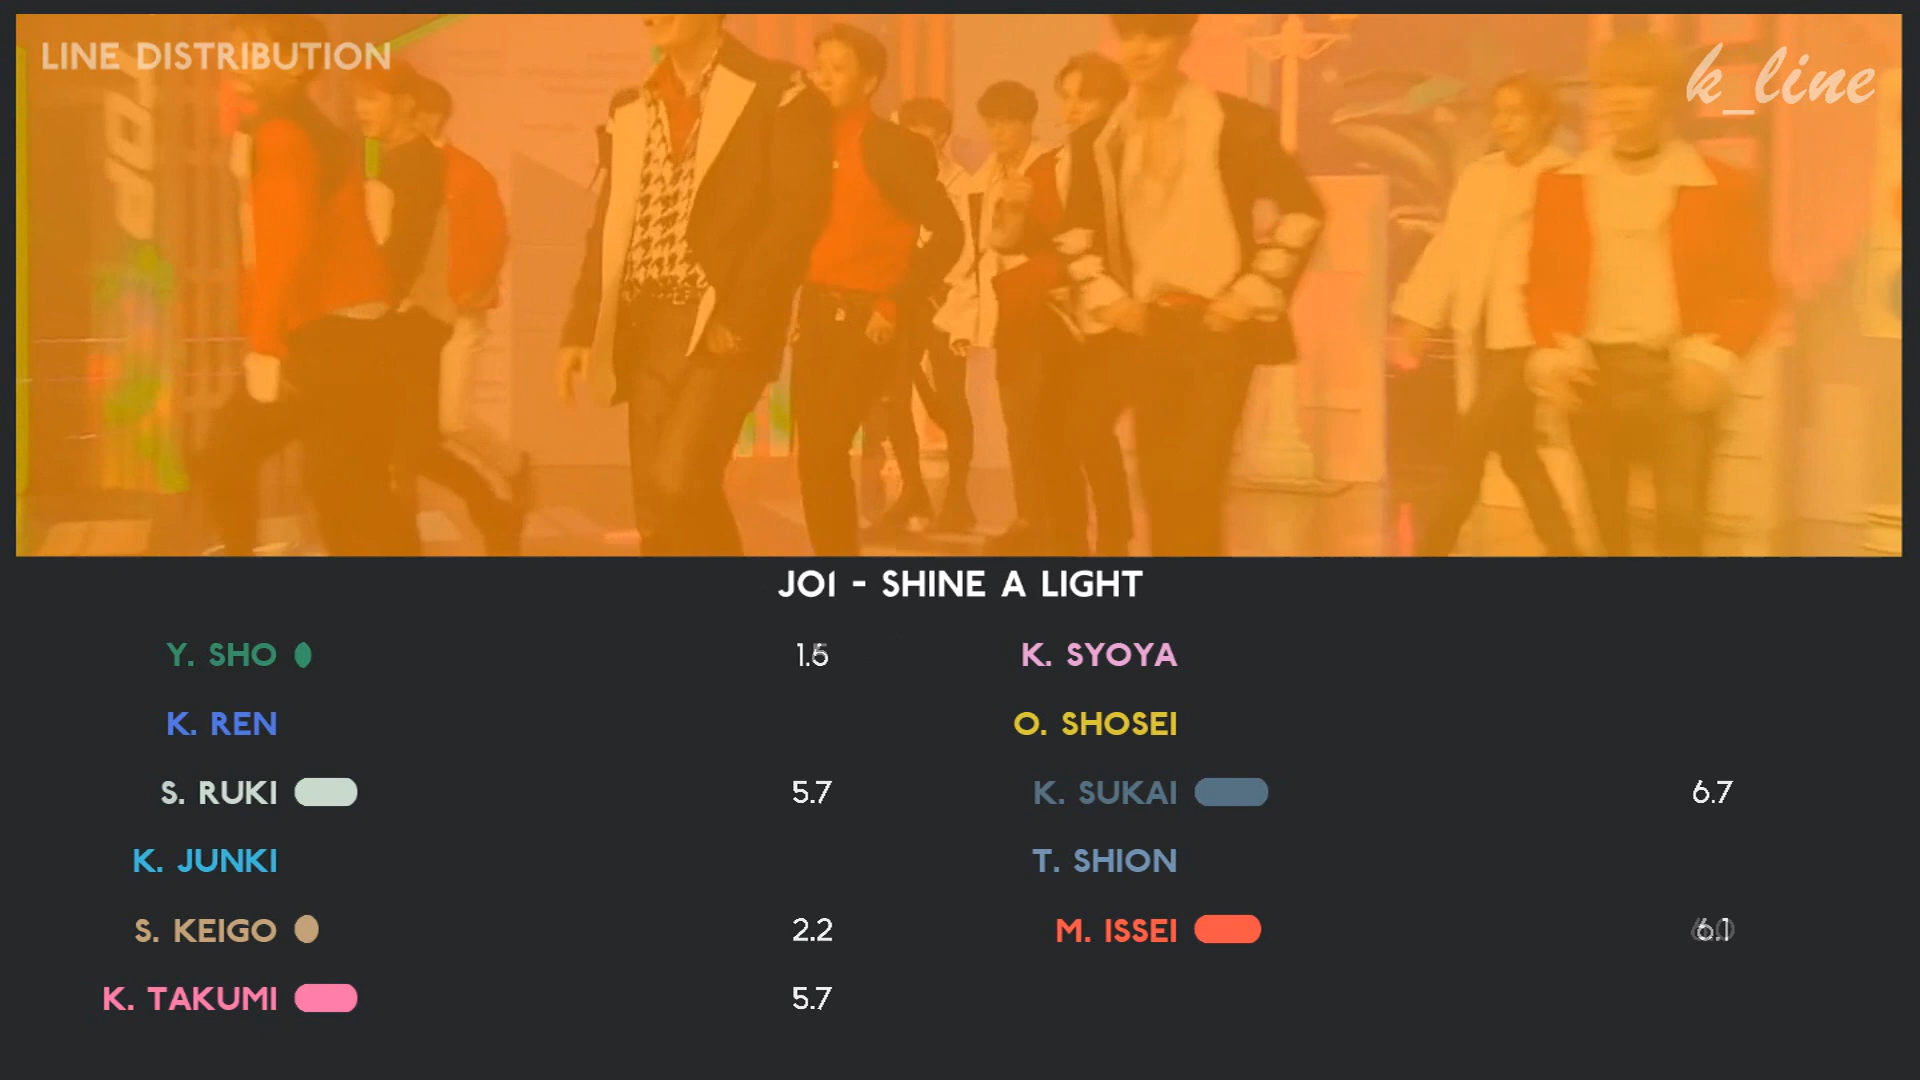 LINE DISTRIBUTION
k_line
JO1 - SHINE A LIGHT
Y. SHO
K. SYOYA
K. REN
O. SHOSEI
S. RUKI 5.7
K. SUKAI 6.7
K. JUNKI
T. SHION
S. KEIGO 2.2
M. ISSEI 6.1
K. TAKUMI 5.7